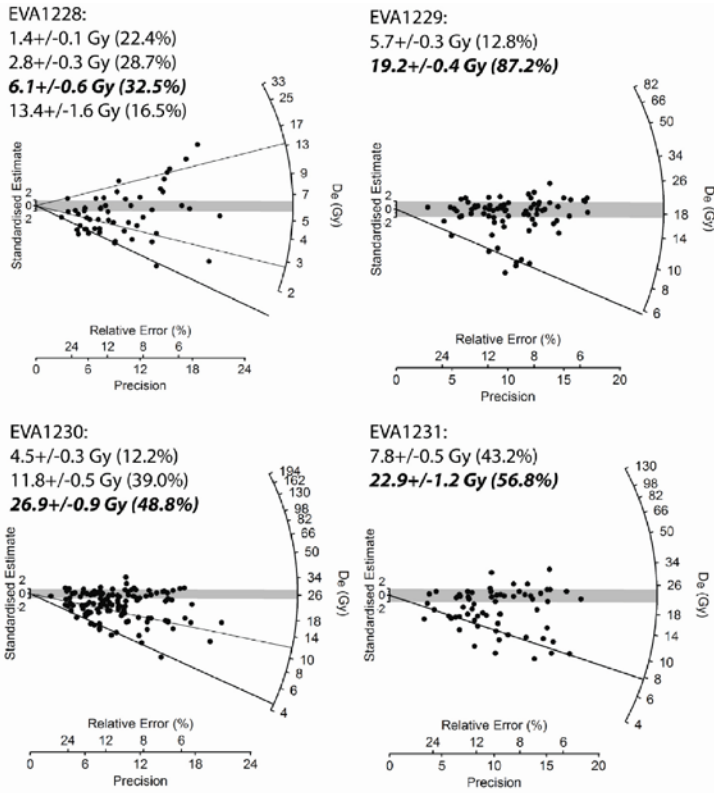 EVA1228:
1.4+/-0.1 Gy (22.4%)
2.8+/-0.3 Gy (28.7%)
6.1+/-0.6 Gy (32.5%)
13.4+/-1.6 Gy (16.5%)
33
25
17
13
9
7
5
4
3
2
De (Gy)
Standardised Estimate
2
0
2
Relative Error (%)
24 12 8 6
0 6 12 18 24
Precision
EVA1229:
5.7+/-0.3 Gy (12.8%)
19.2+/-0.4 Gy (87.2%)
82
66
50
34
26
18
14
10
8
6
De (Gy)
Standardised Estimate
2
0
2
Relative Error (%)
24 12 8 6
0 5 10 15 20
Precision
EVA1230:
4.5+/-0.3 Gy (12.2%)
11.8+/-0.5 Gy (39.0%)
26.9+/-0.9 Gy (48.8%)
194
162
130
98
82
66
50
34
26
18
14
10
6
4
De (Gy)
Standardised Estimate
2
0
2
Relative Error (%)
24 12 8 6
0 6 12 18 24
Precision
EVA1231:
7.8+/-0.5 Gy (43.2%)
22.9+/-1.2 Gy (56.8%)
130
98
82
66
50
34
26
18
14
10
8
6
4
De (Gy)
Standardised Estimate
2
0
2
Relative Error (%)
24 12 8 6
0 5 10 15 20
Precision